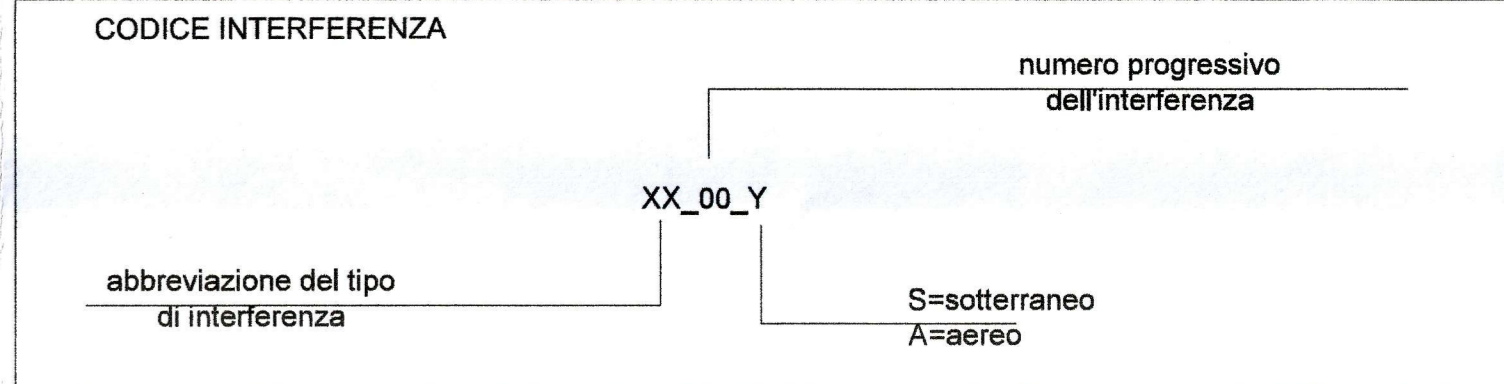 CODICE INTERFERENZA
numero progressivo
dell'interferenza
XX_00_Y
abbreviazione del tipo
di interferenza
S=sotterraneo
A=aereo